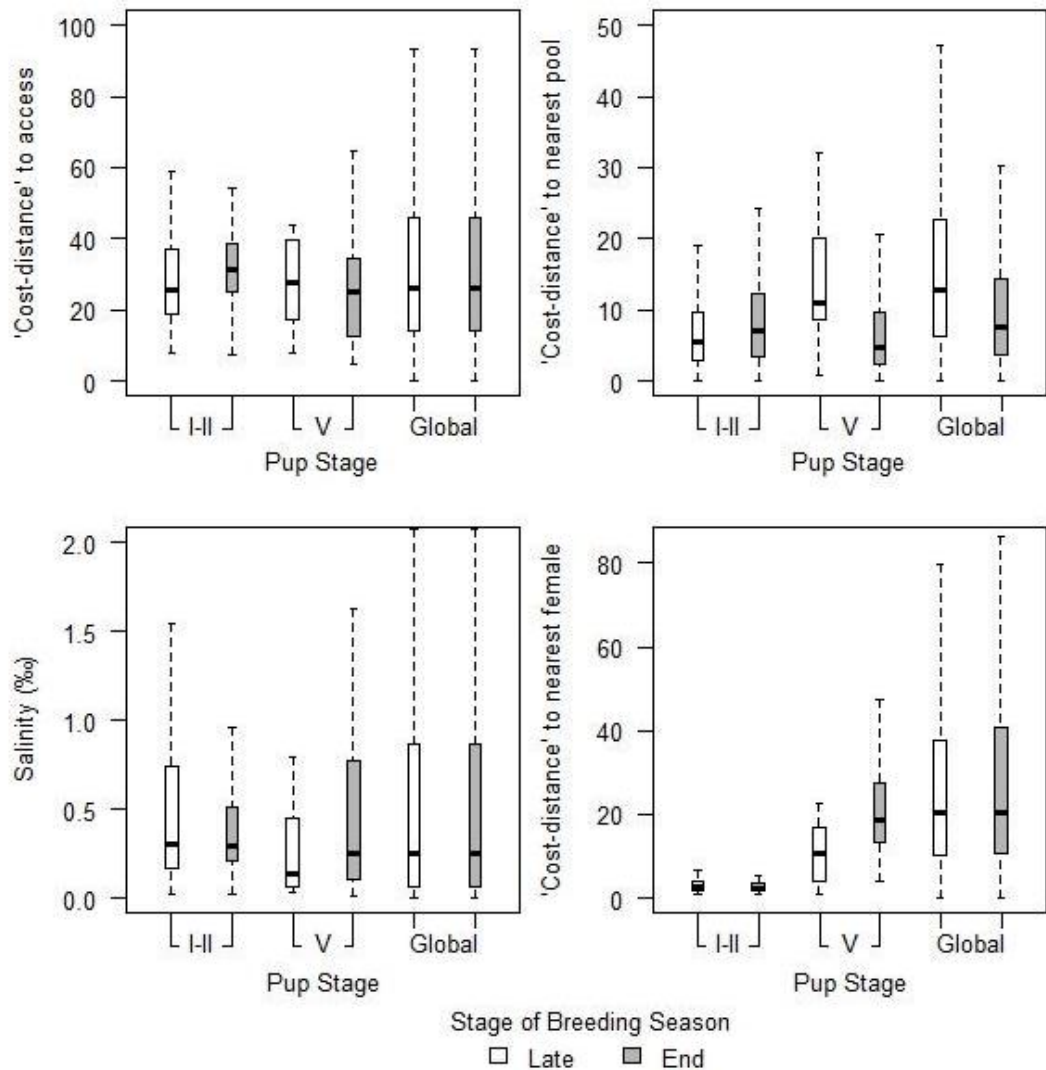 'Cost-distance' to access
100
80
60
40
20
0
I-II V Global
Pup Stage
'Cost-distance' to nearest pool
50
40
30
20
10
0
I-II V Global
Pup Stage
Salinity (‰)
2.0
1.5
1.0
0.5
0.0
I-II V Global
Pup Stage
'Cost-distance' to nearest female
80
60
40
20
0
I-II V Global
Pup Stage
Stage of Breeding Season
Late End